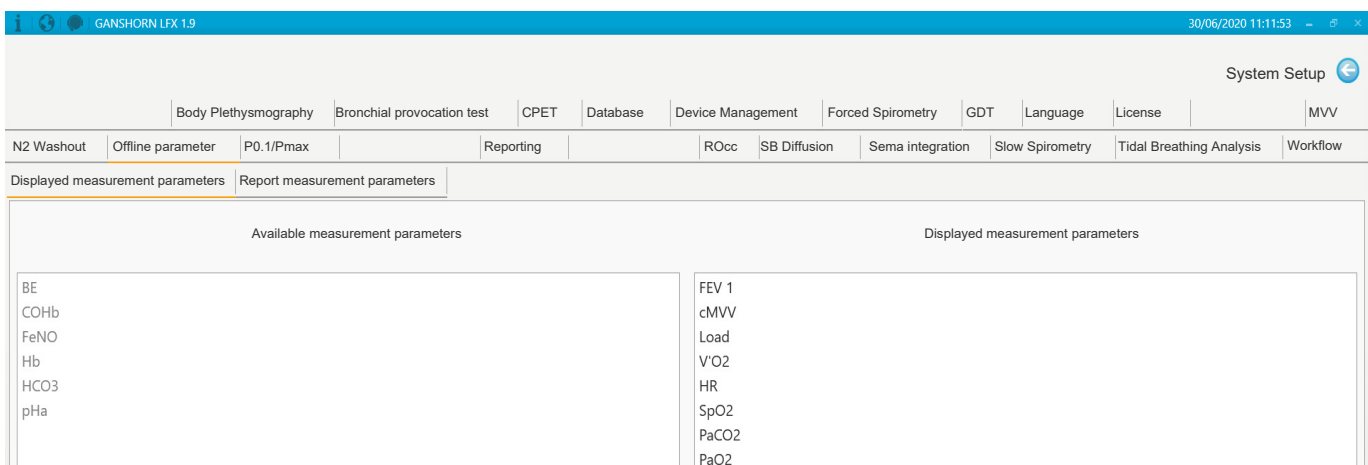 GANSHORN LFX 1.9 30/06/2020 11:11:53
System Setup
Body Plethysmography Bronchial provocation test CPET Database Device Management Forced Spirometry GDT Language License MVV
N2 Washout Offline parameter P0.1/Pmax Reporting ROcc SB Diffusion Sema integration Slow Spirometry Tidal Breathing Analysis Workflow
Displayed measurement parameters Report measurement parameters
Available measurement parameters
BE
COHb
FeNO
Hb
HCO3
pHa
Displayed measurement parameters
FEV 1
cMVV
Load
V'O2
HR
SpO2
PaCO2
PaO2